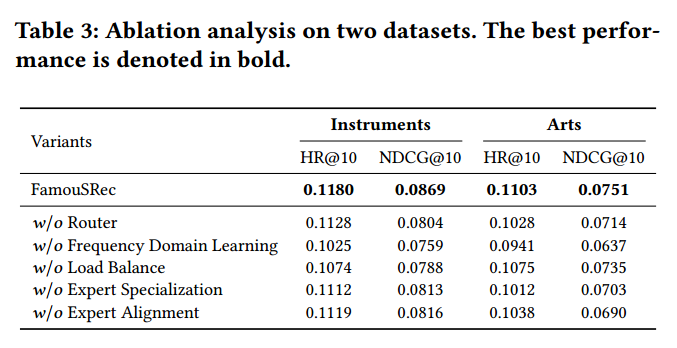 Table 3: Ablation analysis on two datasets. The best perfor-
mance is denoted in bold.
Variants Instruments Arts
HR@10 NDCG@10 HR@10 NDCG@10
FamouSRec 0.1180 0.0869 0.1103 0.0751
w/o Router 0.1128 0.0804 0.1028 0.0714
w/o Frequency Domain Learning 0.1025 0.0759 0.0941 0.0637
w/o Load Balance 0.1074 0.0788 0.1075 0.0735
w/o Expert Specialization 0.1112 0.0813 0.1012 0.0703
w/o Expert Alignment 0.1119 0.0816 0.1038 0.0690